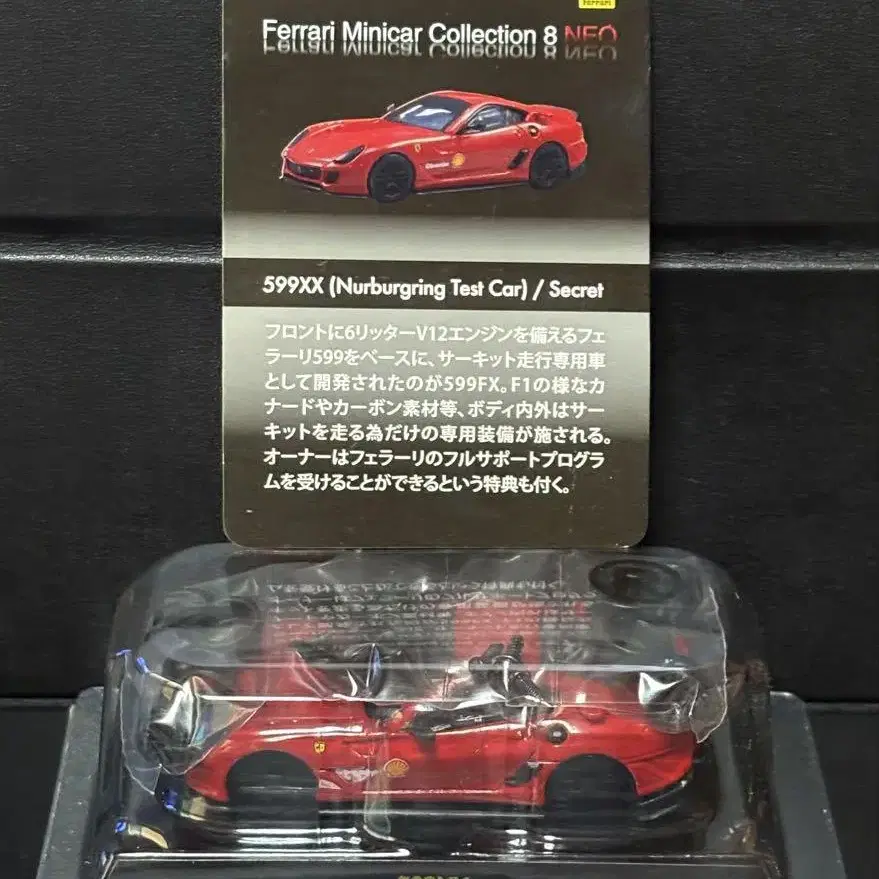 Ferrari
Ferrari Minicar Collection 8 NEO
599XX (Nurburgring Test Car) / Secret
フロントに6リッターV12エンジンを備えるフェ
ラーリ599をベースに、サーキット走行専用車
として開発されたのが599FX。F1の様なカ
ナードやカーボン素材等、ボディ内外はサー
キットを走る為だけの専用装備が施される。
オーナーはフェラーリのフルサポートプログラ
ムを受けることができるという特典も付く。